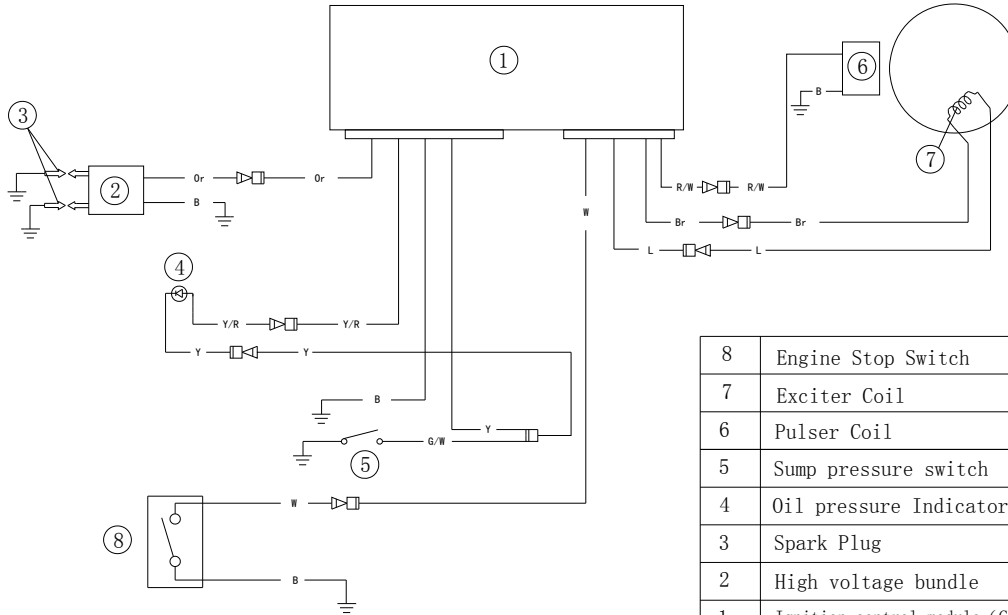 1
6
B
3
7
2
Or
Or
R/W
R/W
B
W
Br
Br
L
L
4
Y/R
Y/R
Y
Y
B
Y
G/W
5
W
8
B
8 Engine Stop Switch
7 Exciter Coil
6 Pulser Coil
5 Sump pressure switch
4 Oil pressure Indicator
3 Spark Plug
2 High voltage bundle
1 Ignition control module